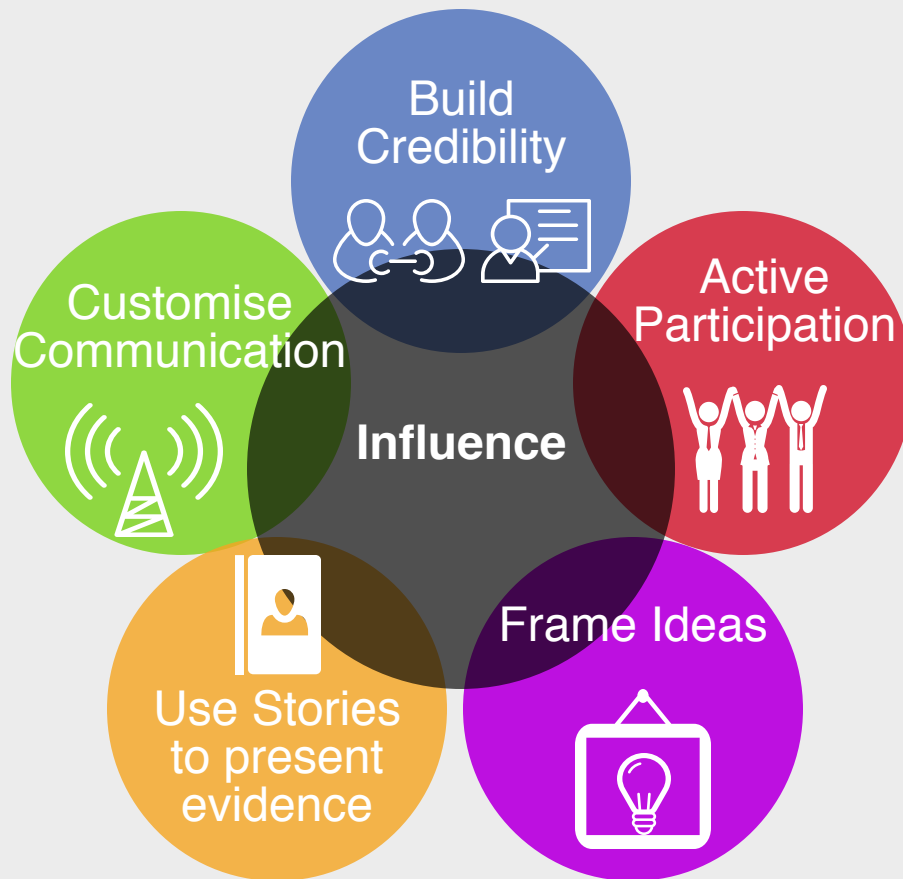 Build
Credibility
Active
Participation
Customise
Communication
Influence
Frame Ideas
Use Stories
to present
evidence